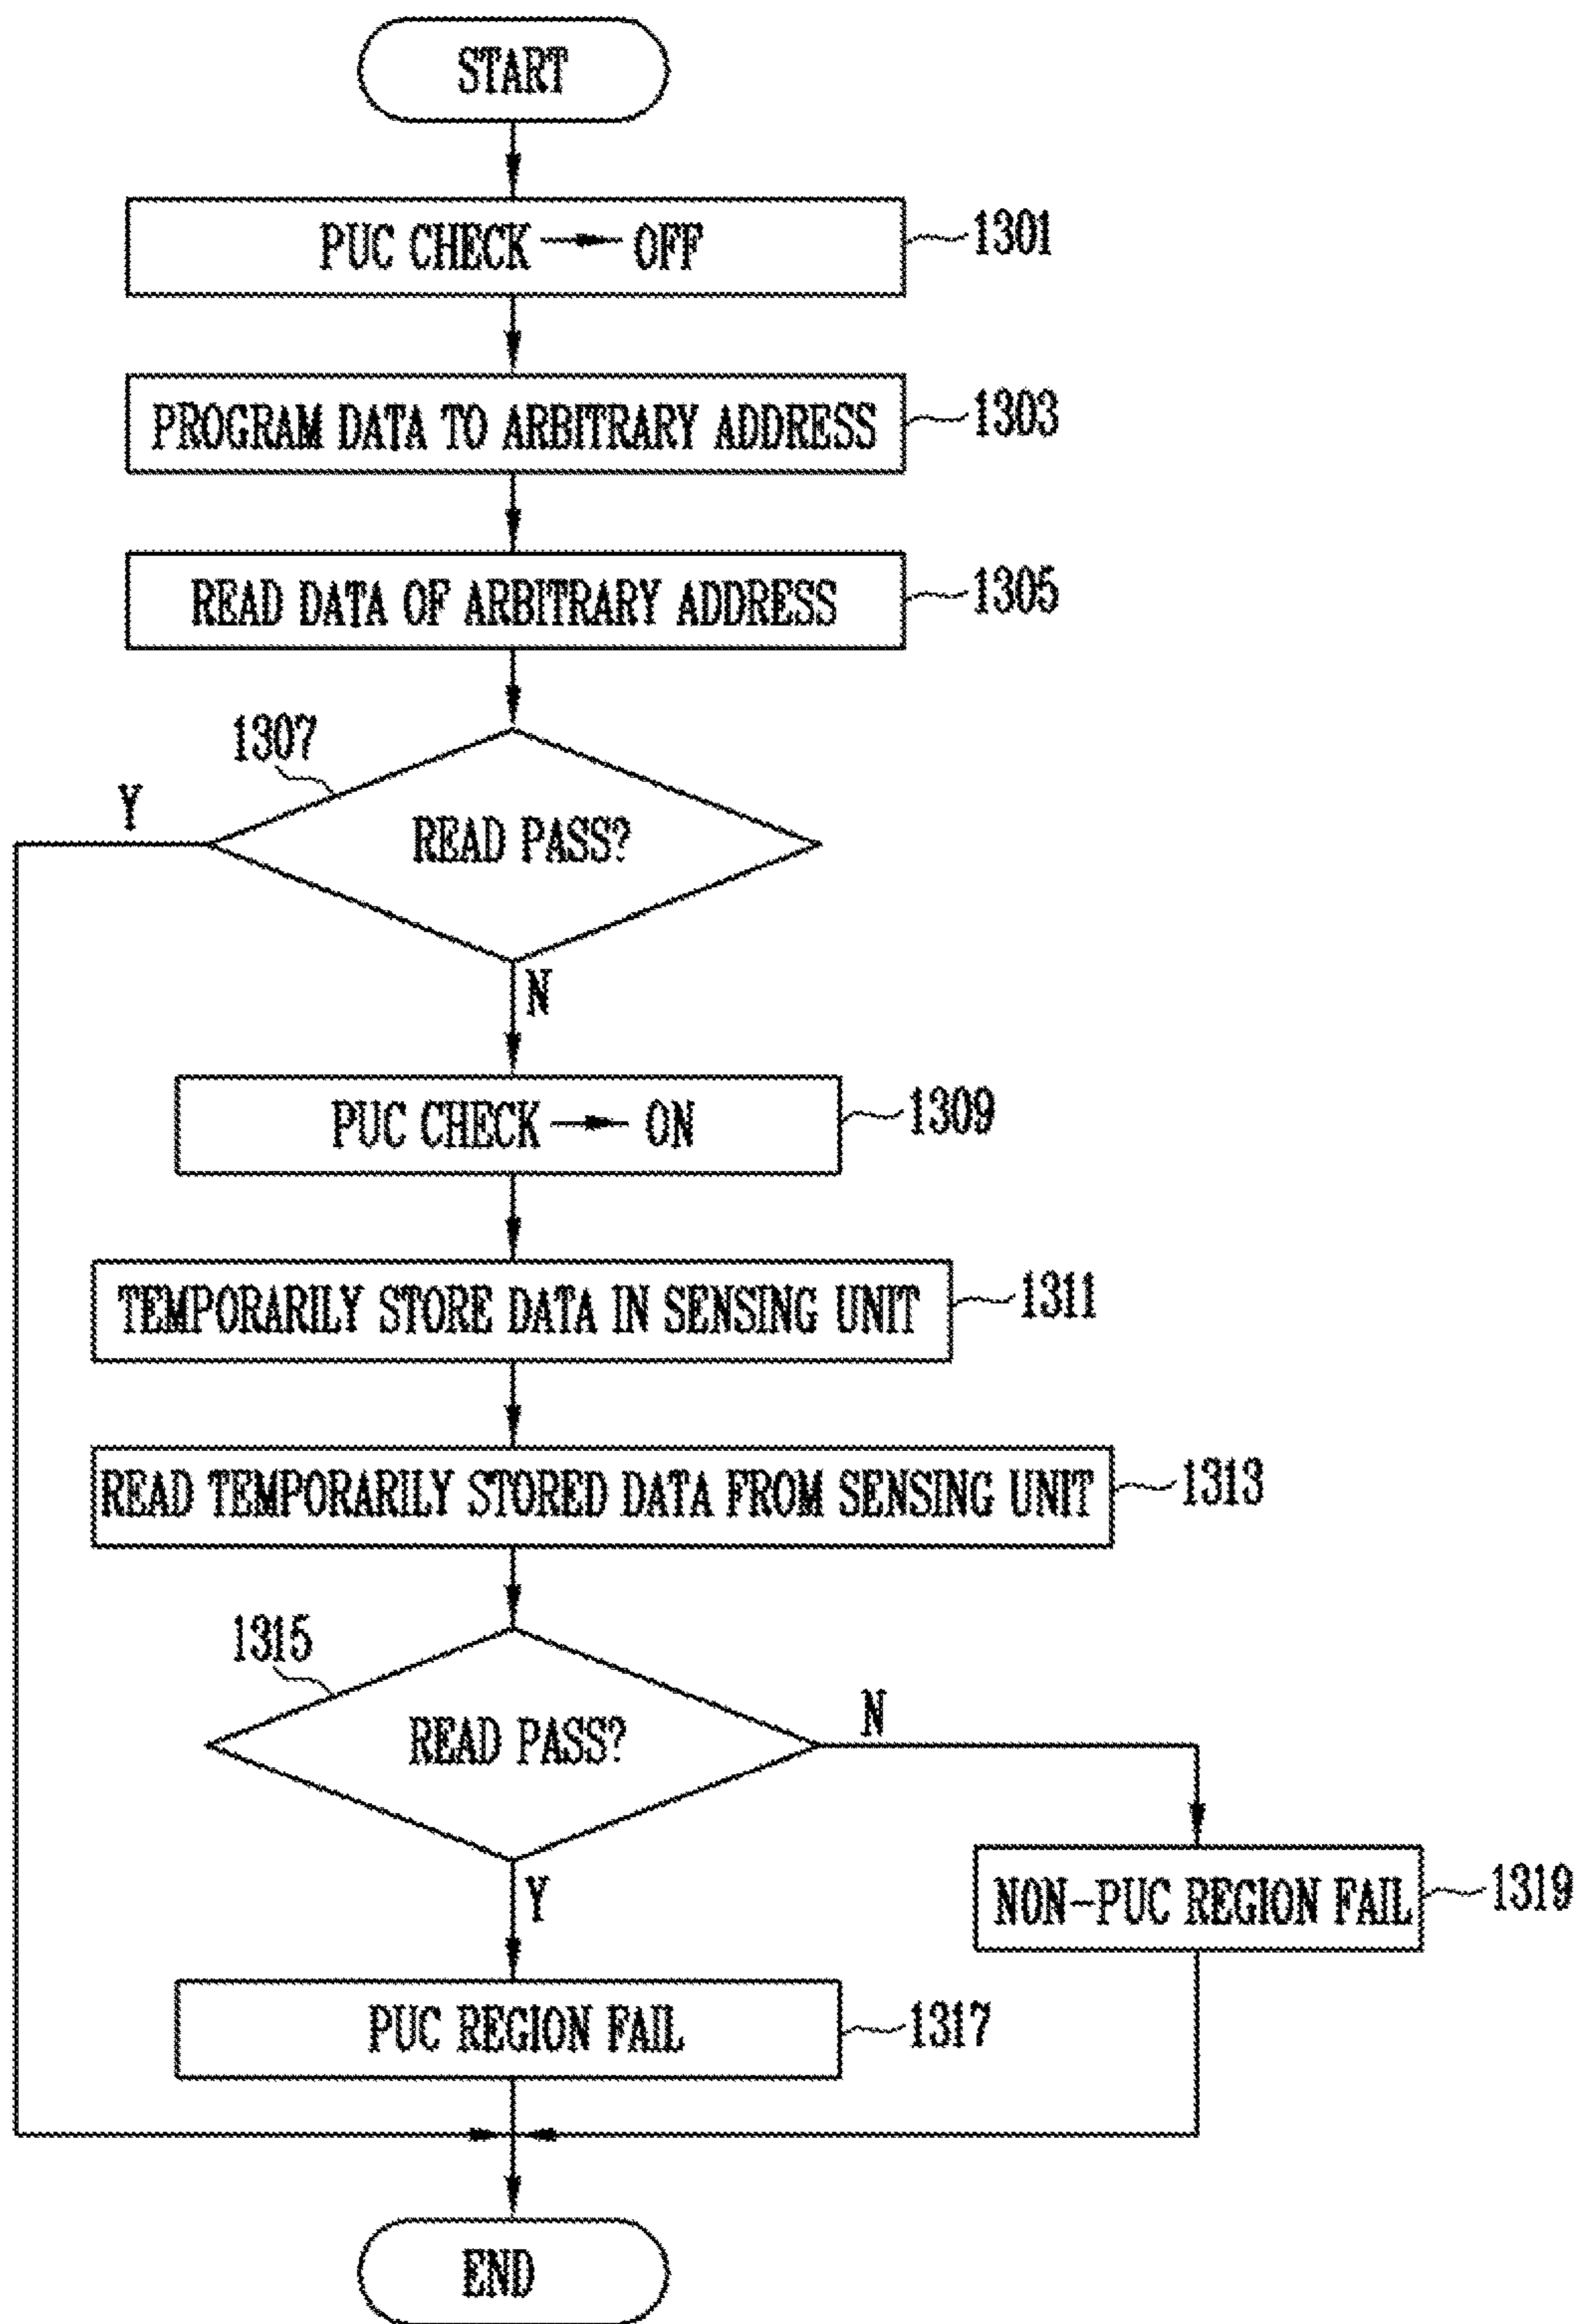 START
PUC CHECK → OFF
1301
PROGRAM DATA TO ARBITRARY ADDRESS
1303
READ DATA OF ARBITRARY ADDRESS
1305
1307
Y
READ PASS?
N
PUC CHECK → ON
1309
TEMPORARILY STORE DATA IN SENSING UNIT
1311
READ TEMPORARILY STORED DATA FROM SENSING UNIT
1313
1315
READ PASS?
N
Y
NON-PUC REGION FAIL
1319
PUC REGION FAIL
1317
END